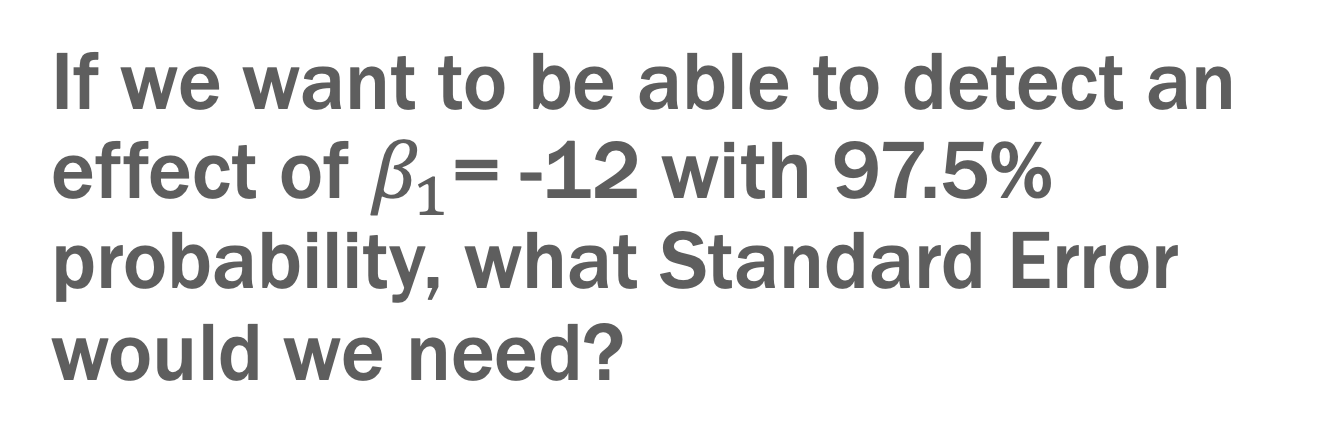 If we want to be able to detect an
effect of 𝛽₁= -12 with 97.5%
probability, what Standard Error
would we need?